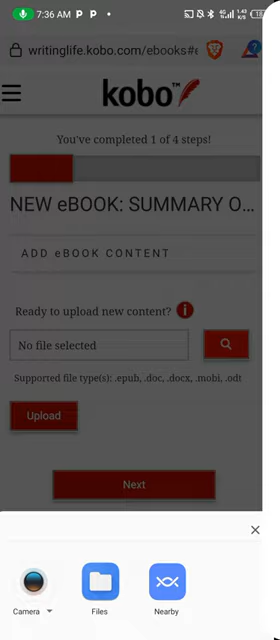 7:36 AM P P •
writinglife.kobo.com/ebooks#e
kobo™
You've completed 1 of 4 steps!
NEW eBOOK: SUMMARY O...
ADD eBOOK CONTENT
Ready to upload new content? i
No file selected
Supported file type(s): .epub, .doc, .docx, .mobi, .odt
Upload
Next
Camera Files Nearby